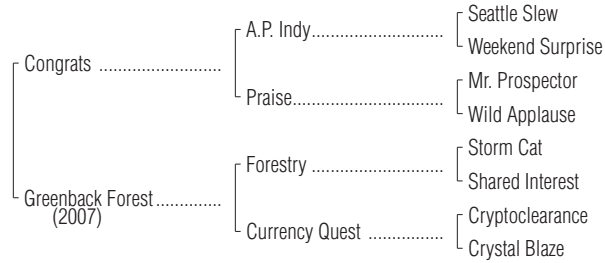 Seattle Slew
A.P. Indy..............................
Weekend Surprise
Congrats ............................
Mr. Prospector
Praise...................................
Wild Applause
Storm Cat
Forestry ..............................
Shared Interest
Greenback Forest...............
(2007)
Cryptoclearance
Currency Quest .................
Crystal Blaze